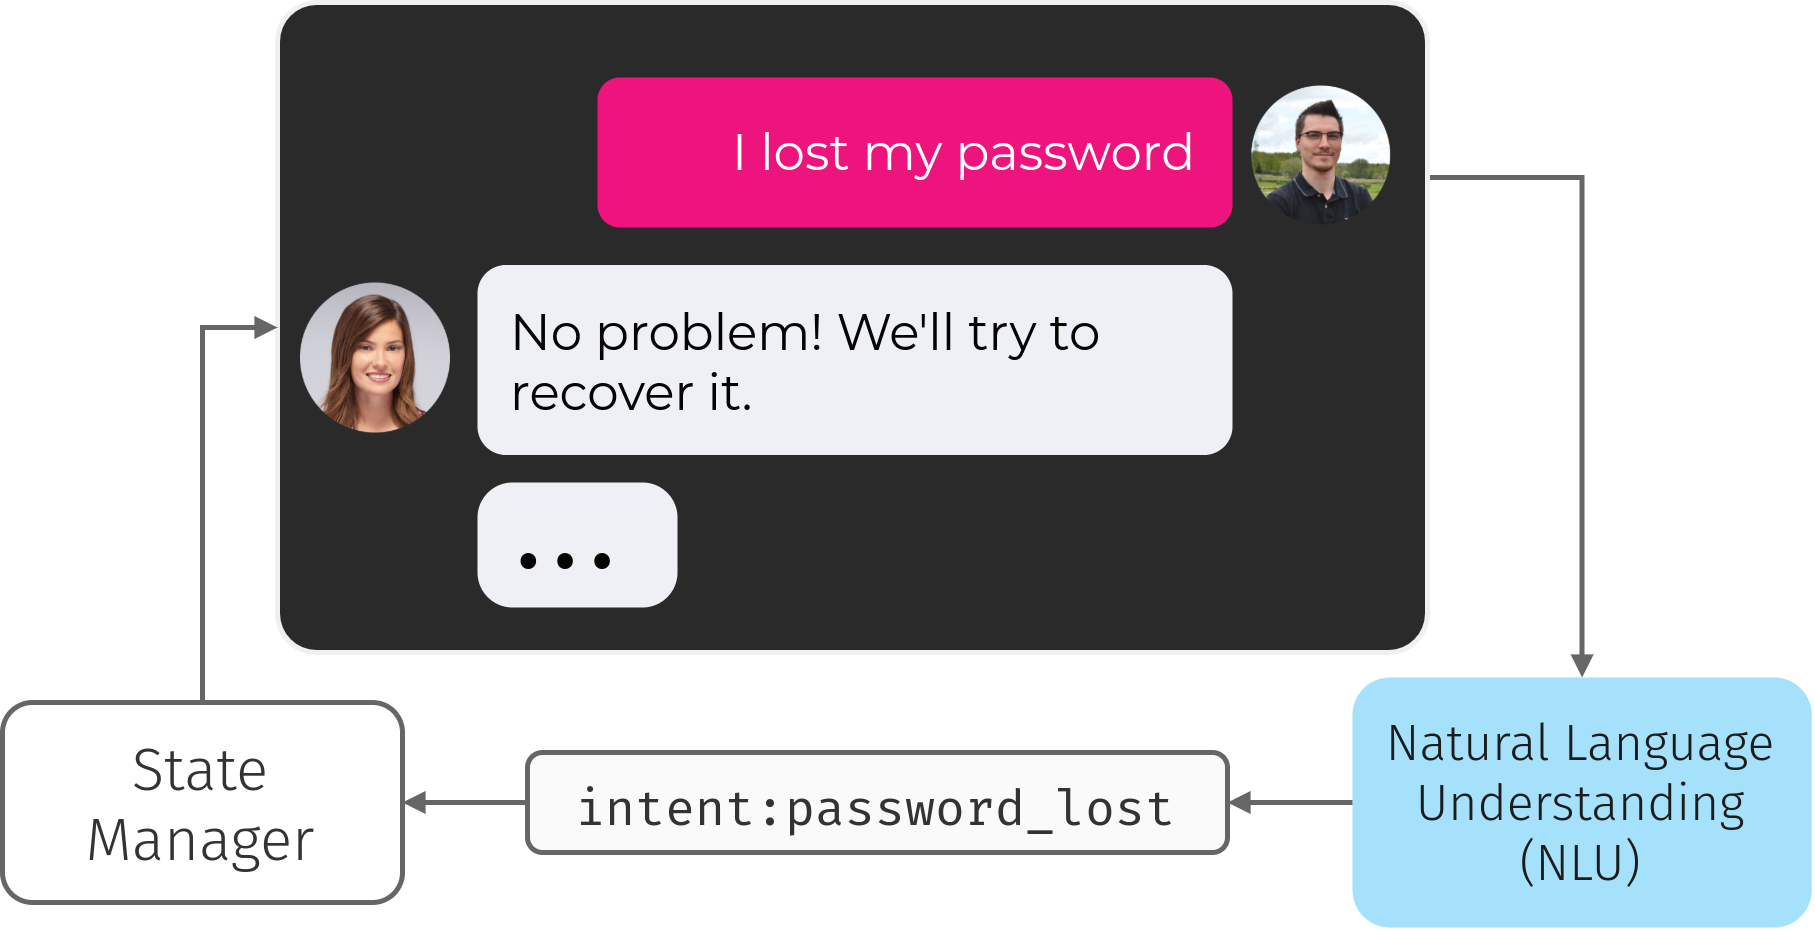 I lost my password
No problem! We'll try to
recover it.
...
State
Manager
intent:password_lost
Natural Language
Understanding
(NLU)